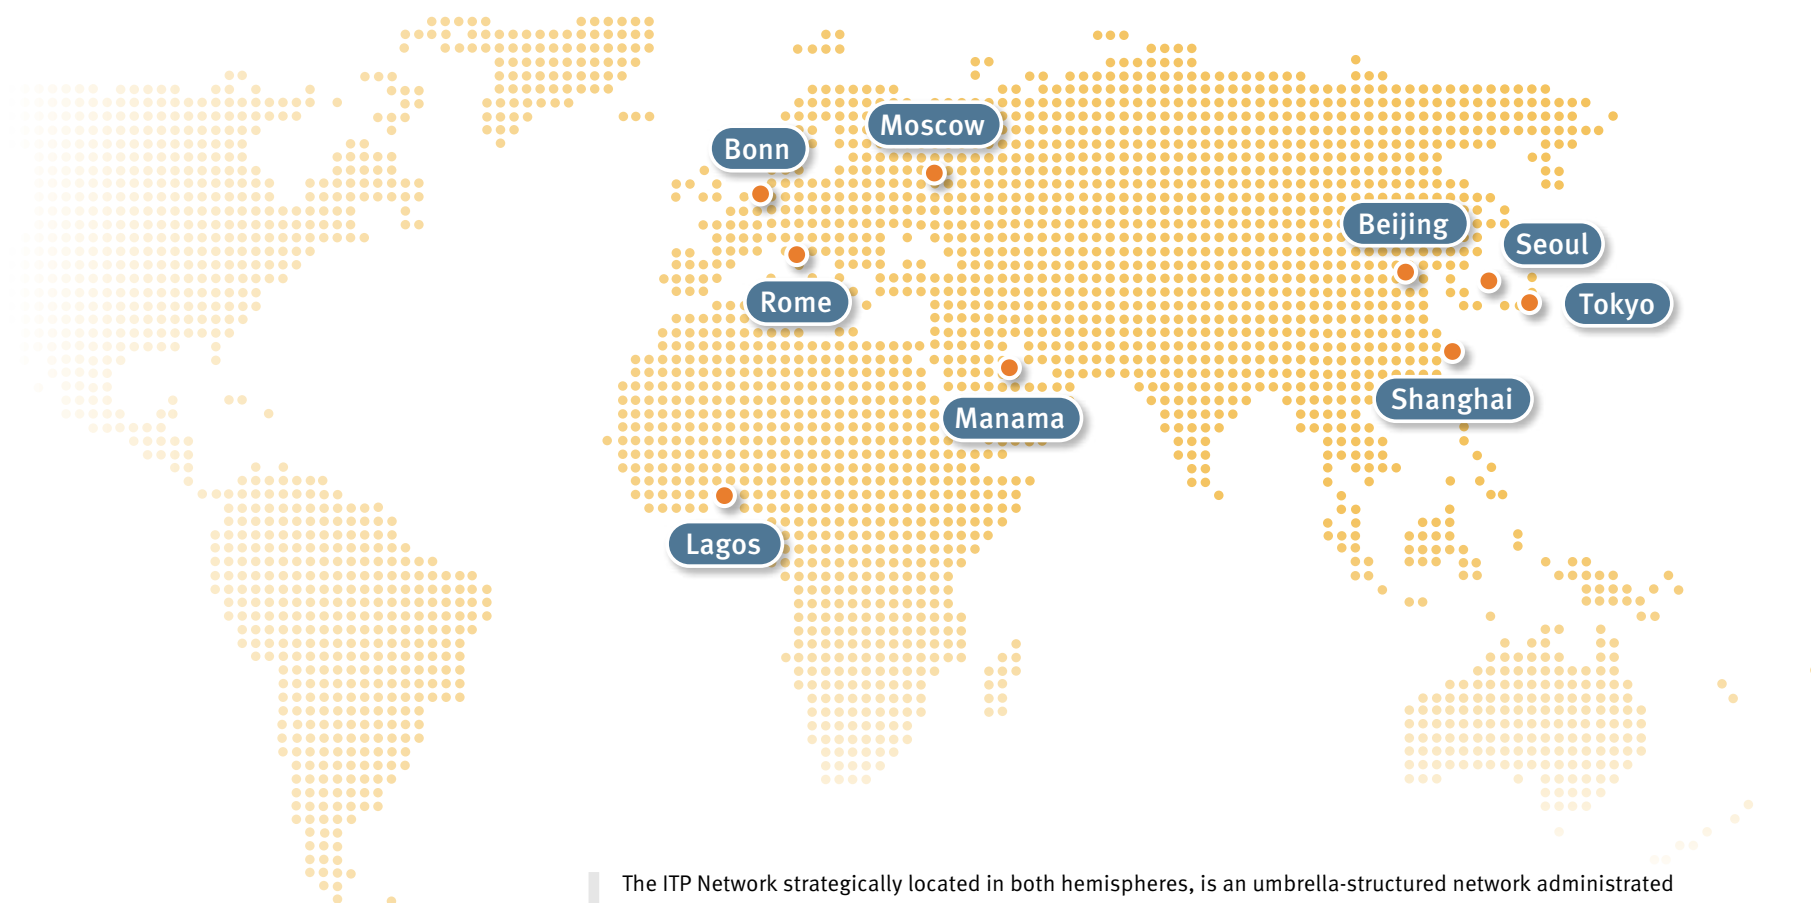 Moscow
Bonn
Beijing
Seoul
Rome
Tokyo
Shanghai
Manama
Lagos
The ITP Network strategically located in both hemispheres, is an umbrella-structured network administrated